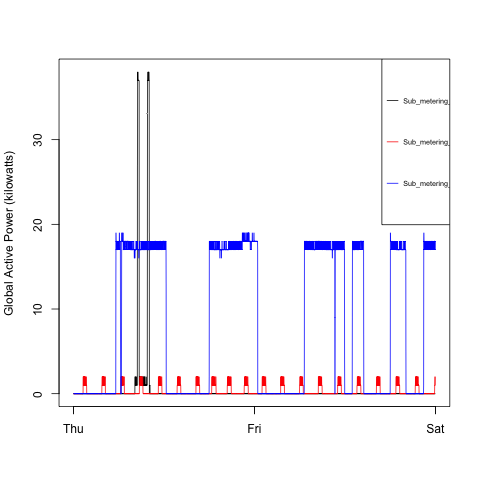 Global Active Power (kilowatts)
30
20
10
0
Thu
Fri
Sat
Sub_metering_
Sub_metering_
Sub_metering_